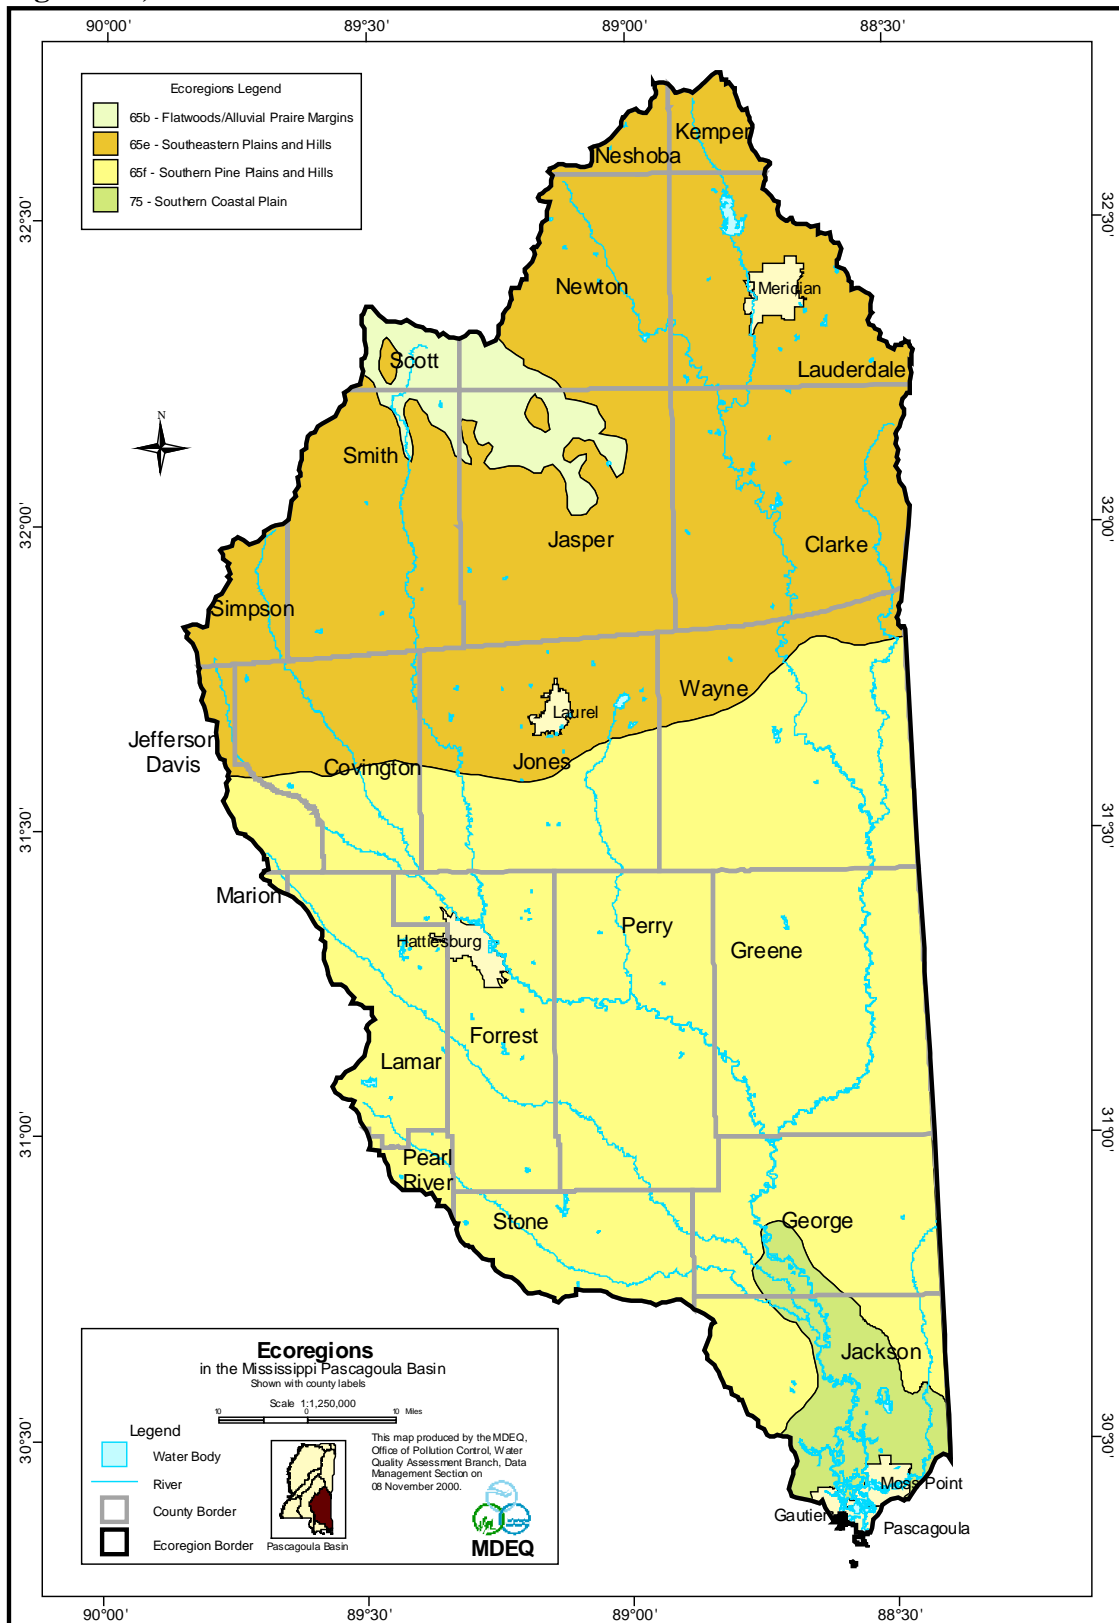 90°00'
89°30'
89°00'
88°30'
Ecoregions Legend
65b - Flatwoods/Alluvial Praire Margins
65e - Southeastern Plains and Hills
65f - Southern Pine Plains and Hills
75 - Southern Coastal Plain
Kemper
Neshoba
32°30'
32°30'
Newton
Meridian
Scott
Lauderdale
N
Smith
32°00'
32°00'
Jasper
Clarke
Simpson
Wayne
Laurel
Jefferson
Davis
Covington
Jones
31°30'
31°30'
Marion
Perry
Hattiesburg
Greene
Forrest
Lamar
31°00'
31°00'
Pearl
River
Stone
George
Jackson
30°30'
30°30'
Moss Point
Gautier
Pascagoula
Ecoregions
in the Mississippi Pascagoula Basin
Shown with county labels
Scale 1:1,250,000
10 0 10 Miles
Legend
Water Body
River
County Border
Ecoregion Border
Pascagoula Basin
This map produced by the MDEQ,
Office of Pollution Control, Water
Quality Assessment Branch, Data
Management Section on
08 November 2000.
MDEQ
90°00'
89°30'
89°00'
88°30'